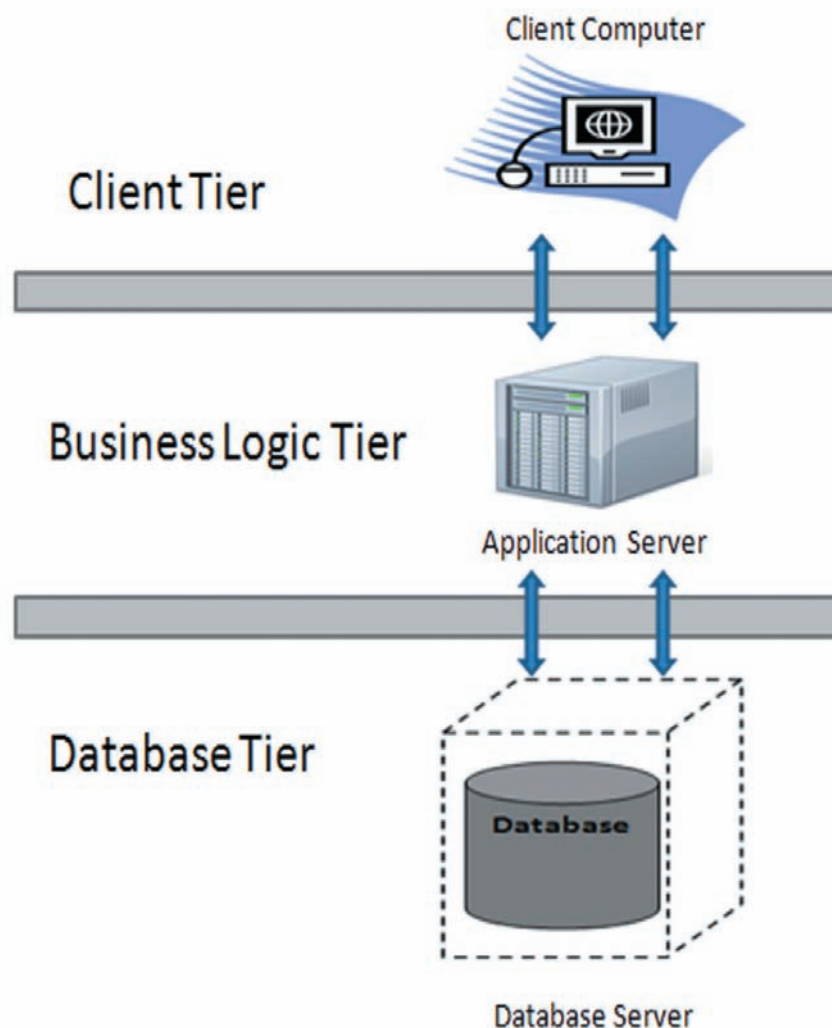 Client Computer
Client Tier
Business Logic Tier
Application Server
Database Tier
Database
Database Server